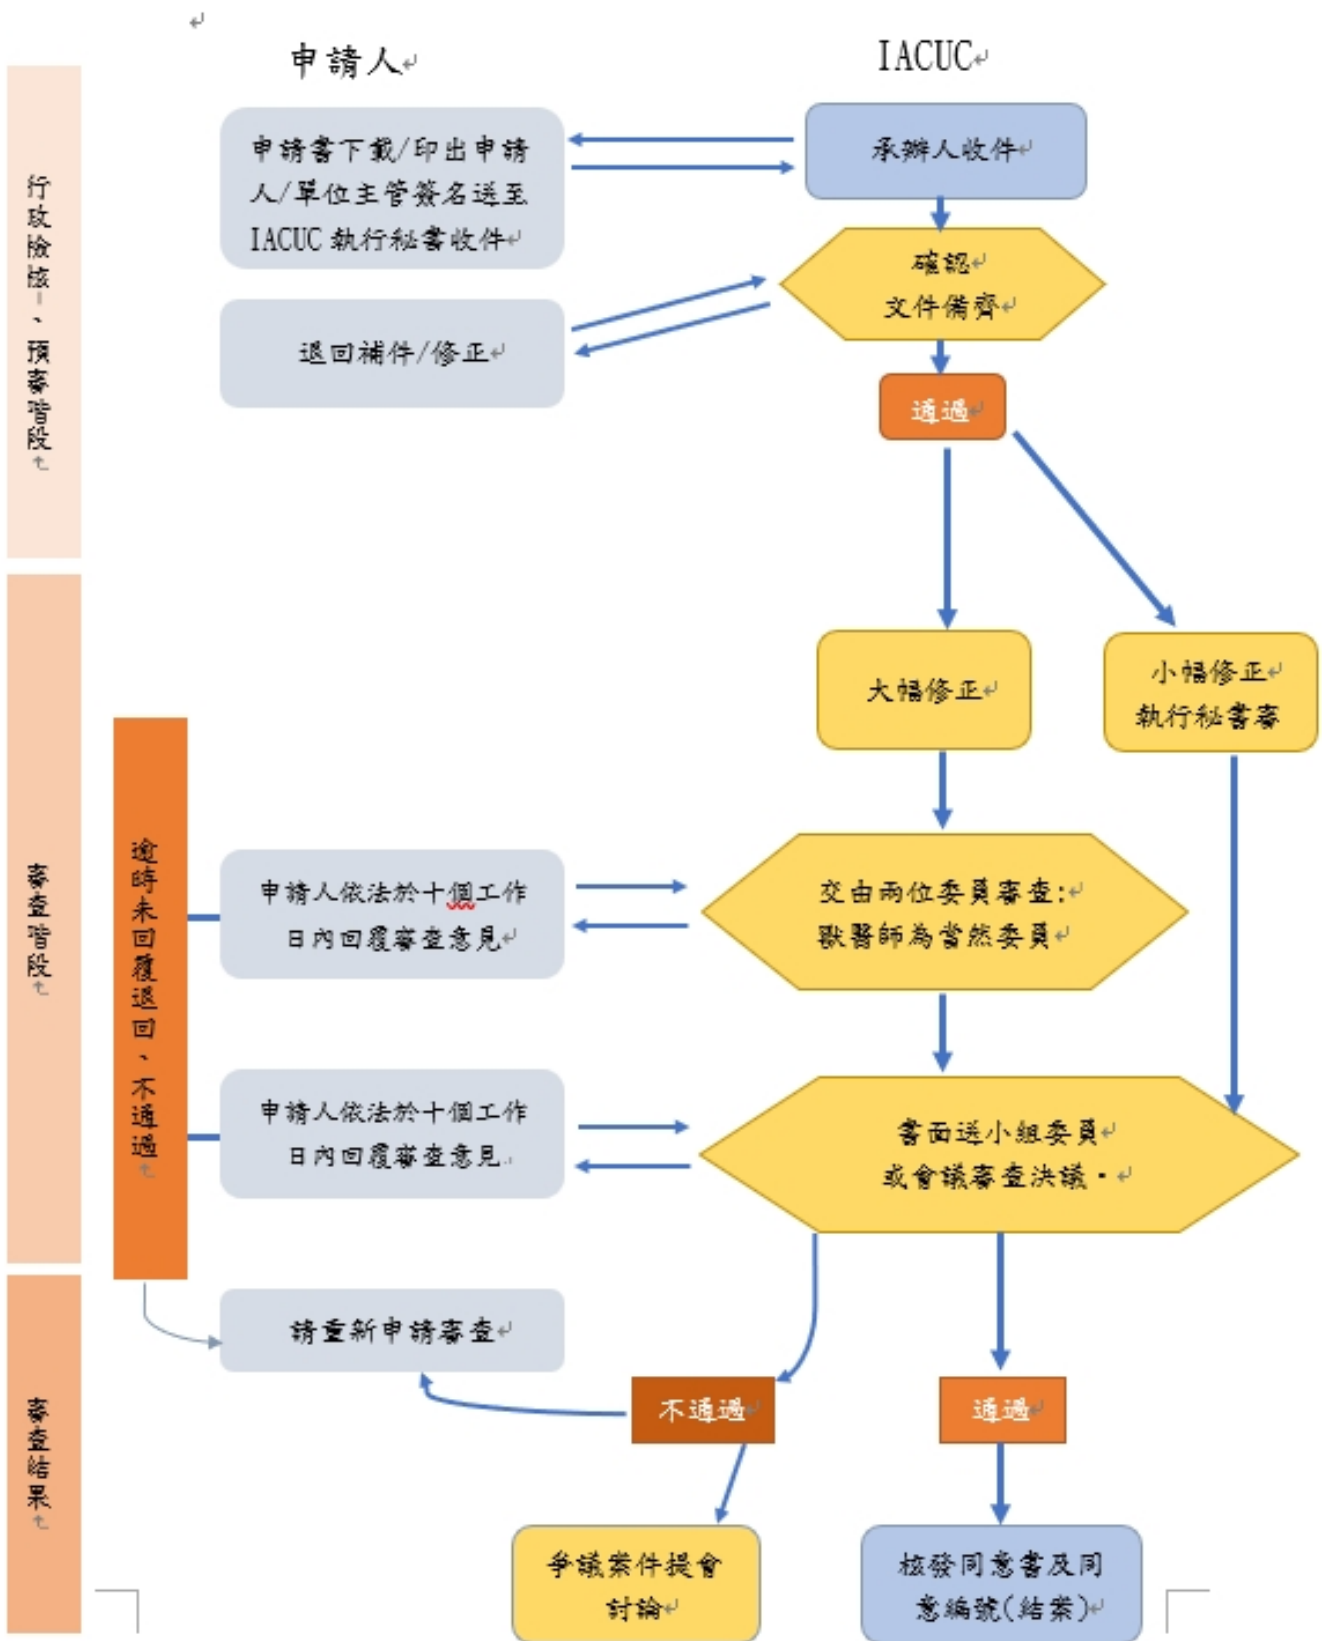 申請人
IACUC
行政檢核、預審階段
申請書下載/印出申請
人/單位主管簽名送至
IACUC 執行秘書收件
承辦人收件
確認
文件備齊
退回補件/修正
通過
審查階段
大幅修正
小幅修正
執行秘書審
逾時未回覆退回、不通過
申請人依法於十個工作
日內回覆審查意見
交由兩位委員審查:
獸醫師為當然委員
申請人依法於十個工作
日內回覆審查意見
書面送小組委員
或會議審查決議。
審查結果
請重新申請審查
不通過
通過
爭議案件提會
討論
核發同意書及同
意編號(結案)